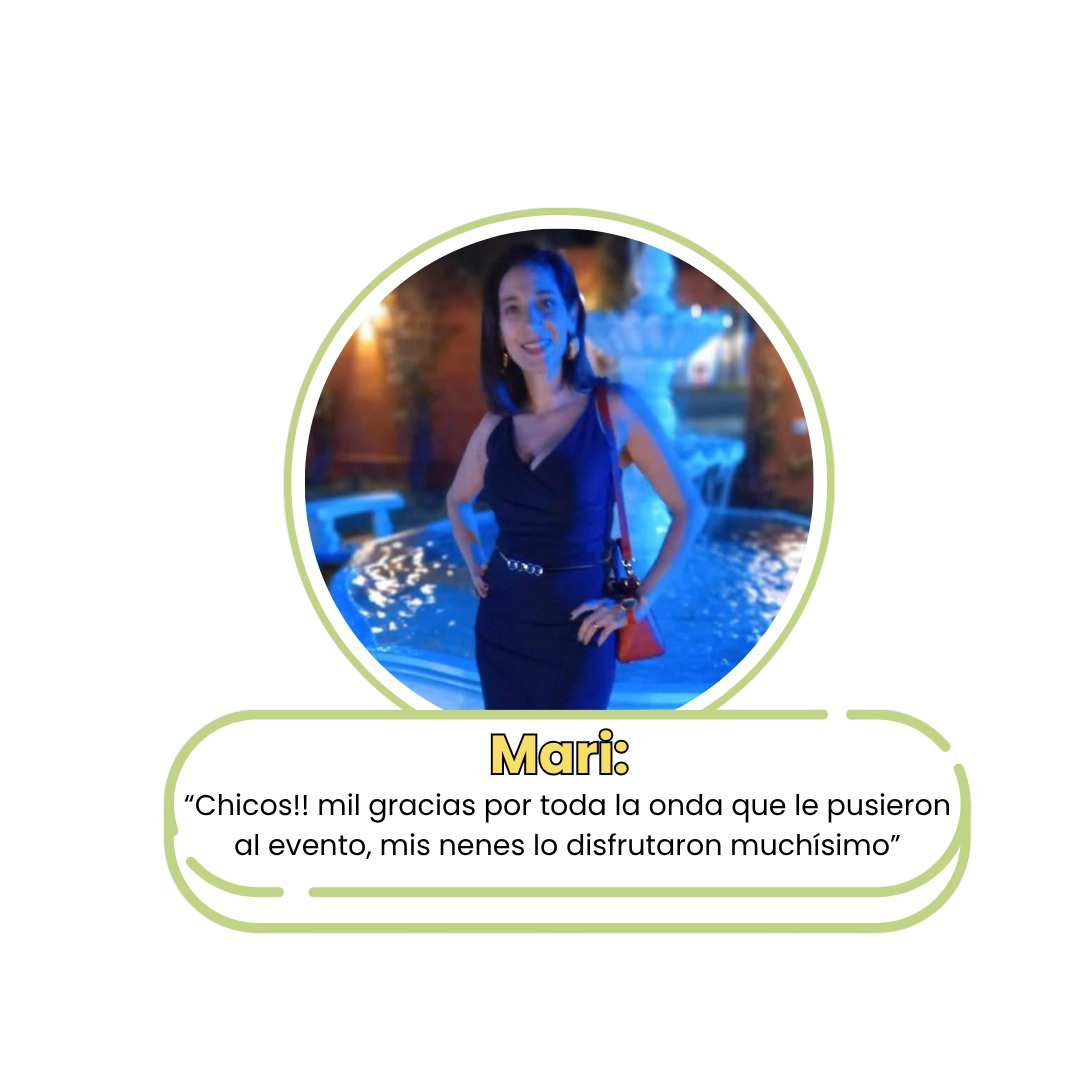 Mari:
“Chicos!! mil gracias por toda la onda que le pusieron
al evento, mis nenes lo disfrutaron muchísimo”